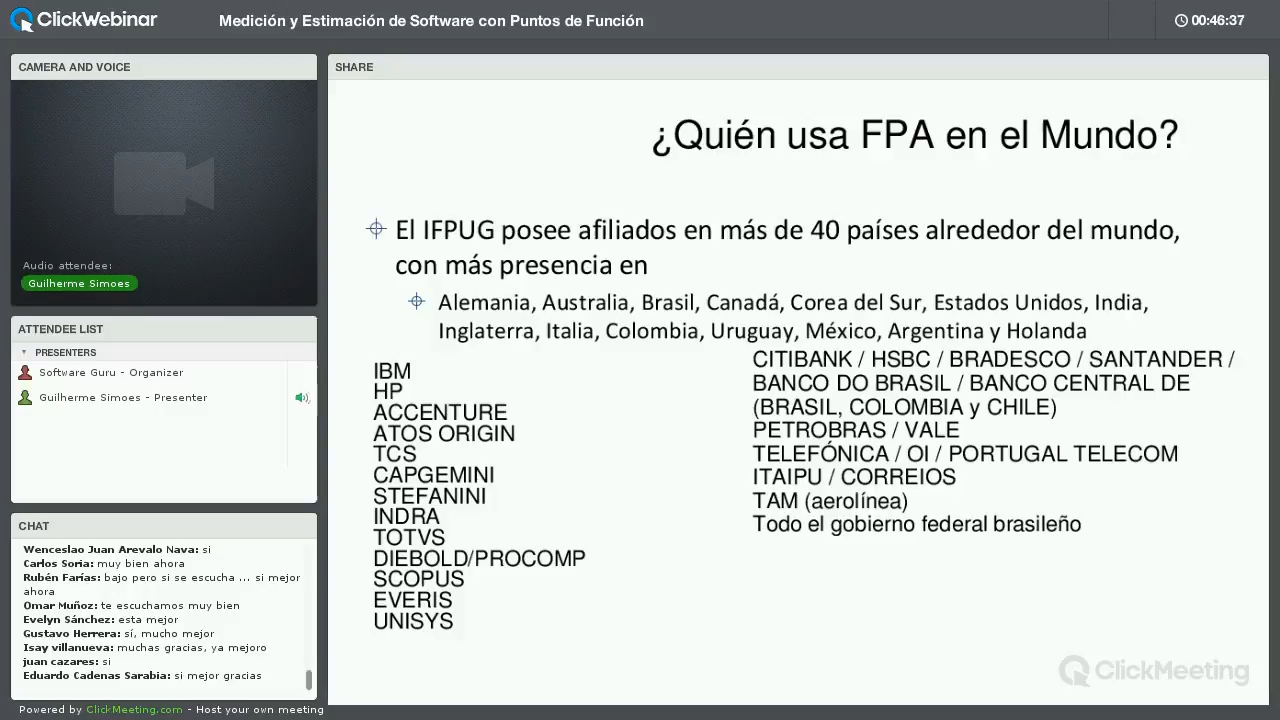 ClickWebinar
Medición y Estimación de Software con Puntos de Función
00:46:37
CAMERA AND VOICE
Audio attendee:
Guilherme Simoes
ATTENDEE LIST
PRESENTERS
Software Guru - Organizer
Guilherme Simoes - Presenter
CHAT
Wenceslao Juan Arevalo Nava: si
Carlos Soria: muy bien ahora
Rubén Farías: bajo pero si se escucha ... si mejor
ahora
Omar Muñoz: te escuchamos muy bien
Evelyn Sánchez: esta mejor
Gustavo Herrera: sí, mucho mejor
Isay villanueva: muchas gracias, ya mejoro
juan cazares: si
Eduardo Cadenas Sarabia: si mejor gracias
Powered by ClickMeeting.com - Host your own meeting
SHARE
¿Quién usa FPA en el Mundo?
El IFPUG posee afiliados en más de 40 países alrededor del mundo,
con más presencia en
Alemania, Australia, Brasil, Canadá, Corea del Sur, Estados Unidos, India,
Inglaterra, Italia, Colombia, Uruguay, México, Argentina y Holanda
IBM
HP
ACCENTURE
ATOS ORIGIN
TCS
CAPGEMINI
STEFANINI
INDRA
TOTVS
DIEBOLD/PROCOMP
SCOPUS
EVERIS
UNISYS
CITIBANK / HSBC / BRADESCO / SANTANDER /
BANCO DO BRASIL / BANCO CENTRAL DE
(BRASIL, COLOMBIA y CHILE)
PETROBRAS / VALE
TELEFÓNICA / OI / PORTUGAL TELECOM
ITAIPU / CORREIOS
TAM (aerolínea)
Todo el gobierno federal brasileño
ClickMeeting